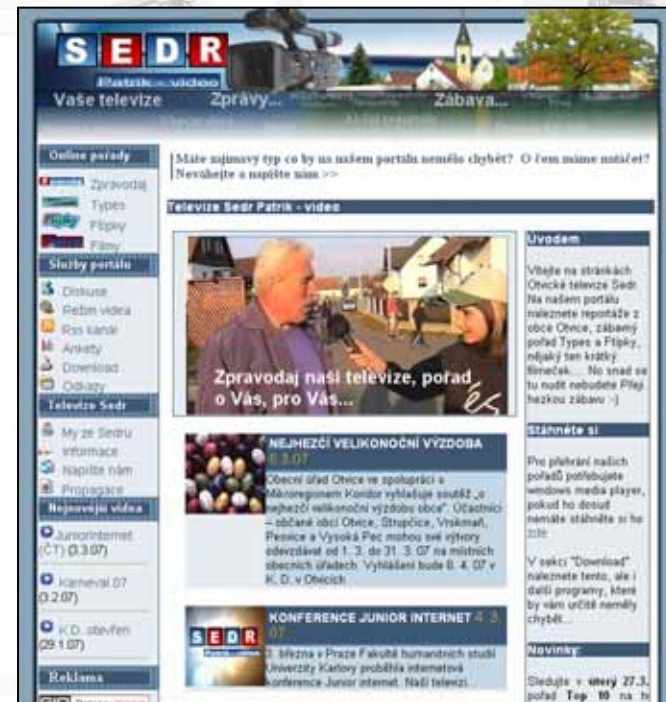 SEDR
Patrik - video
Vaše televize
Zprávy...
Zábava...
Online pořady
Zpravodaj
Types
Ftipky
Filmy
Služby portálu
Diskuse
Režim videa
Rss kanál
Ankety
Download
Odkazy
Televize Sedr
My ze Sedru
Informace
Napište nám
Propagace
Nejnovější videa
Juniorinternet
(ČT) (3.3.07)
Karneval 07
(3.2.07)
K.D. otevřen
(29.1.07)
Reklama
Máte zajímavý typ co by na našem portálu nemělo chybět? O čem máme natáčet?
Neváhejte a napište nám >>
Televize Sedr Patrik - video
Zpravodaj naší televize, pořad
o Vás, pro Vás...
NEJHEZČÍ VELIKONOČNÍ VÝZDOBA
6.3.07
Obecní úřad Otvice ve spolupráci s
Mikroregionem Koridor vyhlašuje soutěž „o
nejhezčí velikonoční výzdobu obce“. Účastníci
– občané obcí Otvice, Strupčice, Vrskmaň,
Pesvice a Vysoká Pec mohou své výtvory
odevzdávat od 1. 3. do 31. 3. 07 na místních
obecních úřadech. Vyhlášení bude 8. 4. 07 v
K. D. v Otvicích
KONFERENCE JUNIOR INTERNET 4. 3.
07.
SEDR
3. března v Praze Fakultě humanitních studií
Univerzity Karlovy proběhla internetová
konference Junior internet. Naši televizi
Úvodem
Vítejte na stránkách
Otvické televize Sedr.
Na našem portálu
naleznete reportáže z
obce Otvice, zábavný
pořad Types a Ftipky,
nějaký ten krátký
filmeček.... No snad se
tu nudit nebudete Přeji
hezkou zábavu :-)
Stáhněte si
Pro přehrání našich
pořadů potřebujete
windows media player,
pokud ho dosud
nemáte stáhněte si ho
zde
V sekci "Download"
naleznete tento, ale i
další programy, které
by vám určitě neměly
chybět...
Novinky:
Sledujte v úterý 27.3.
pořad Top 10 na tv